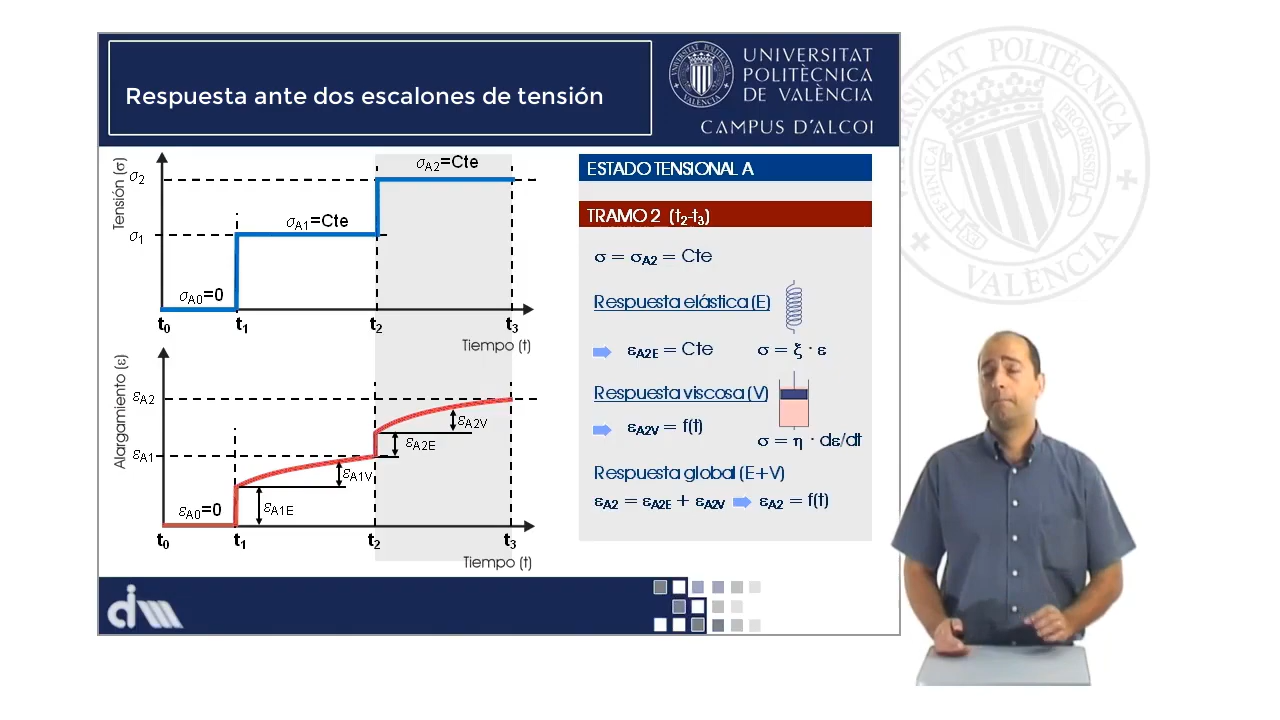 Respuesta ante dos escalones de tensión
UNIVERSITAT
POLITÈCNICA
DE VALÈNCIA
CAMPUS D'ALCOI
Tensión (σ)
σ2
σ1
σA2=Cte
σA1=Cte
σA0=0
t0
t1
t2
t3
Tiempo (t)
Alargamiento (ε)
εA2
εA1
εA2V
εA2E
εA1V
εA1E
εA0=0
t0
t1
t2
t3
Tiempo (t)
ESTADO TENSIONAL A
TRAMO 2 (t2-t3)
σ = σA2 = Cte
Respuesta elástica (E)
εA2E = Cte
σ = ξ · ε
Respuesta viscosa (V)
εA2V = f(t)
σ = η · dε/dt
Respuesta global (E+V)
εA2 = εA2E + εA2V
εA2 = f(t)